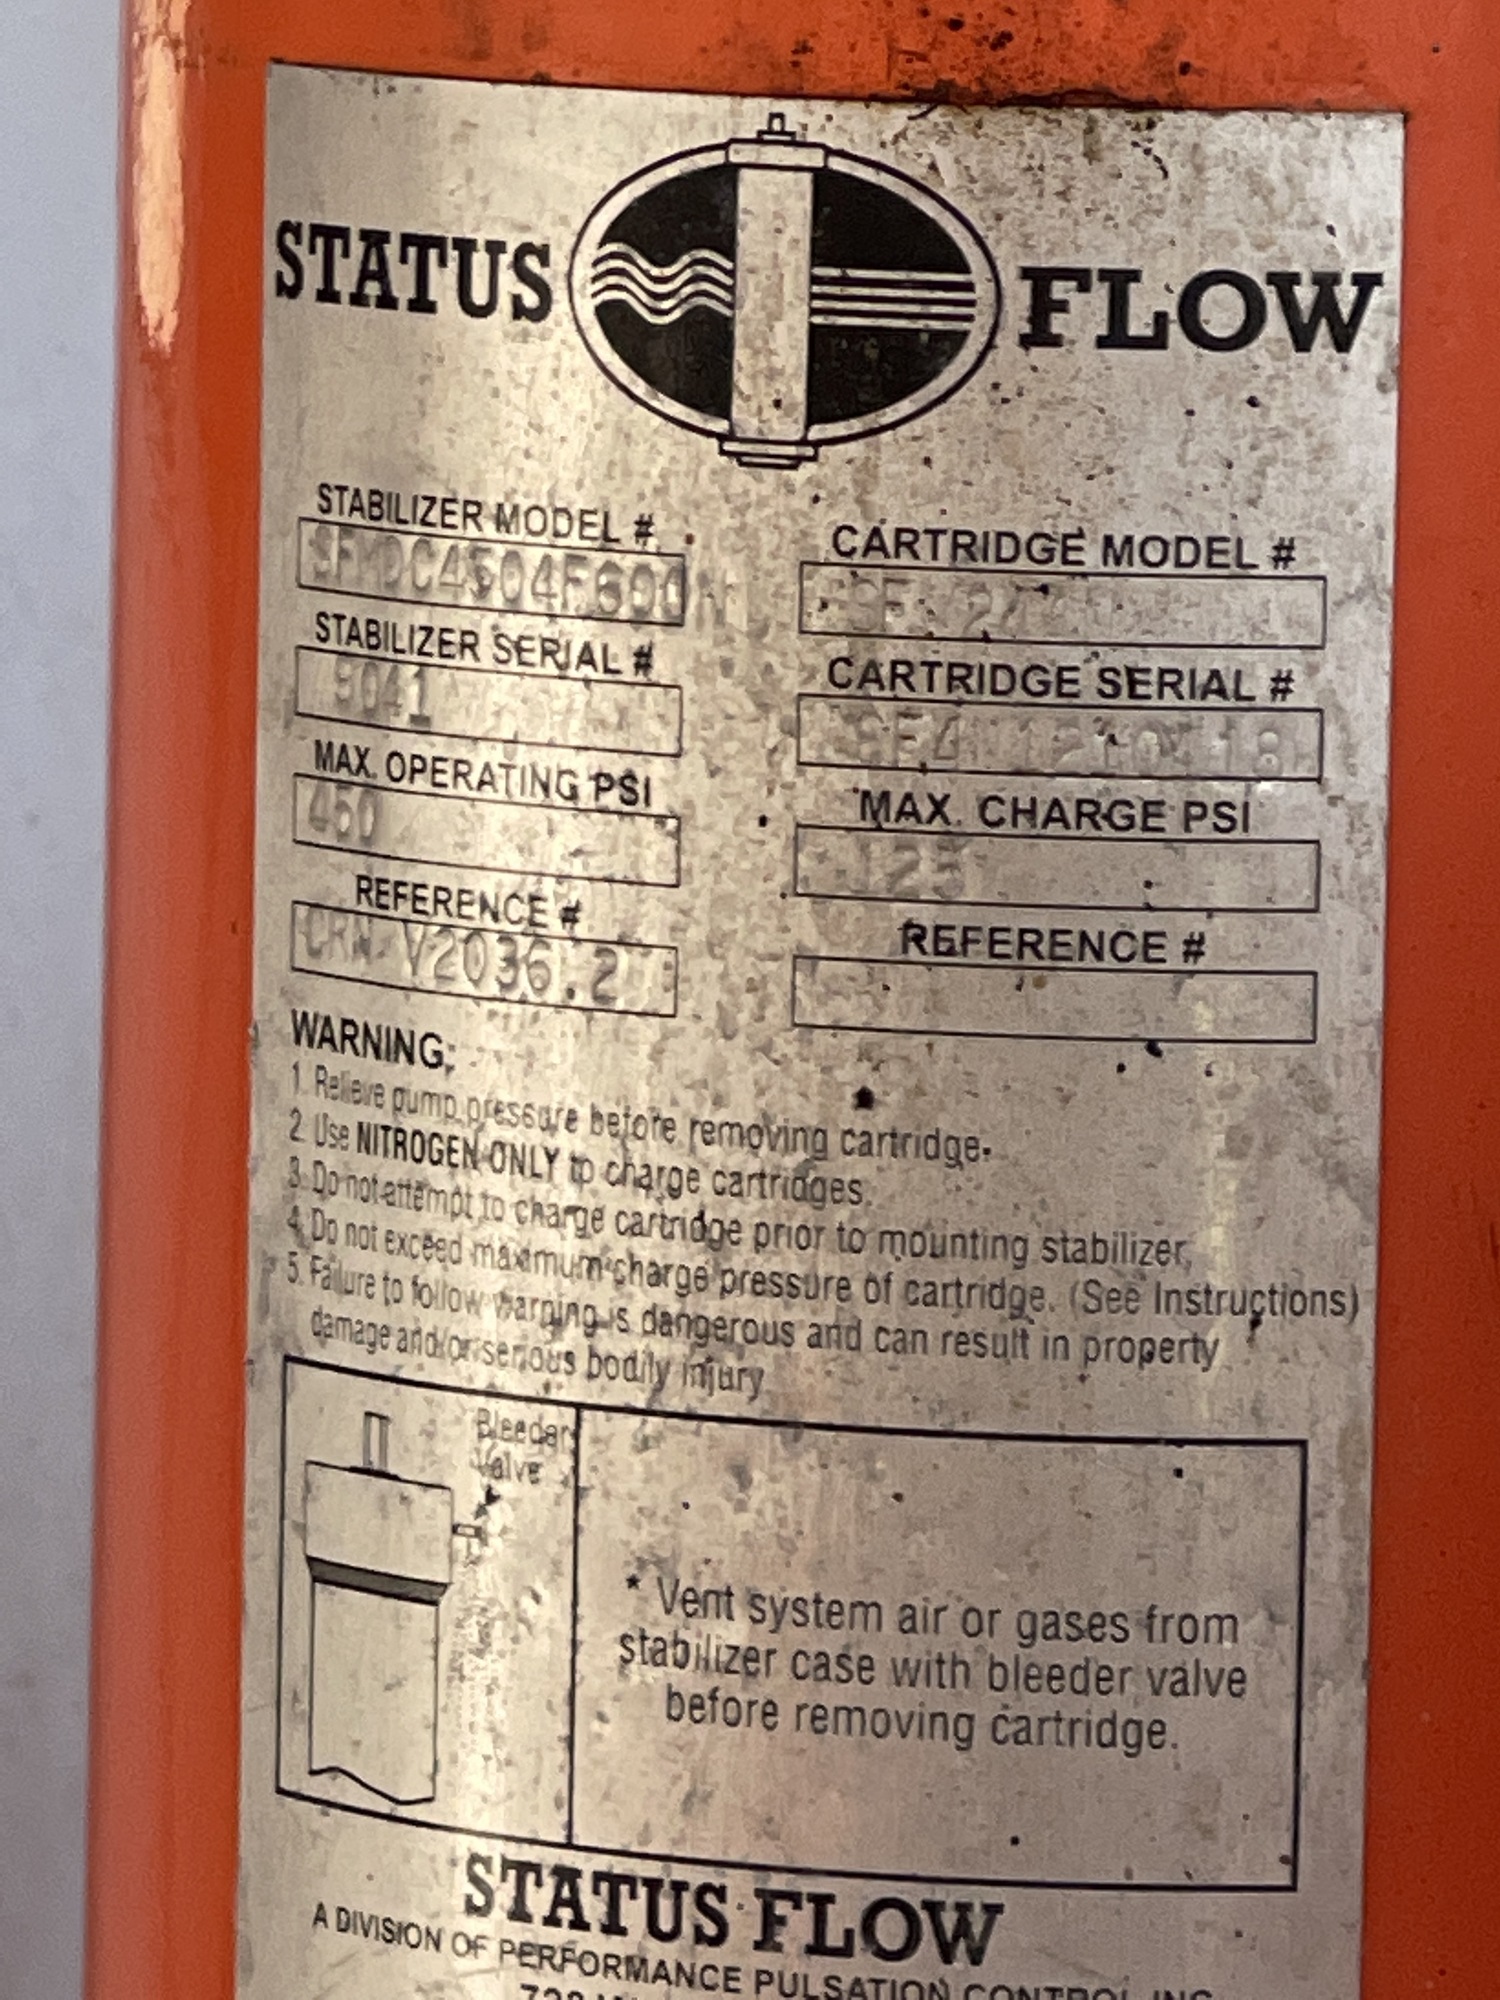 STATUS FLOW
STABILIZER MODEL #
SFMDC4504F600N
STABILIZER SERIAL #
9041
MAX. OPERATING PSI
450
REFERENCE #
CRN V2036.2
CARTRIDGE MODEL #
CARTRIDGE SERIAL #
MAX. CHARGE PSI
125
REFERENCE #
WARNING:
1. Relieve pump pressure before removing cartridge.
2. Use NITROGEN ONLY to charge cartridges.
3. Do not attempt to charge cartridge prior to mounting stabilizer.
4. Do not exceed maximum charge pressure of cartridge. (See Instructions)
5. Failure to follow warning is dangerous and can result in property
damage and/or serious bodily injury
Bleeder
Valve
* Vent system air or gases from
stabilizer case with bleeder valve
before removing cartridge.
STATUS FLOW
A DIVISION OF PERFORMANCE PULSATION CONTROL INC.